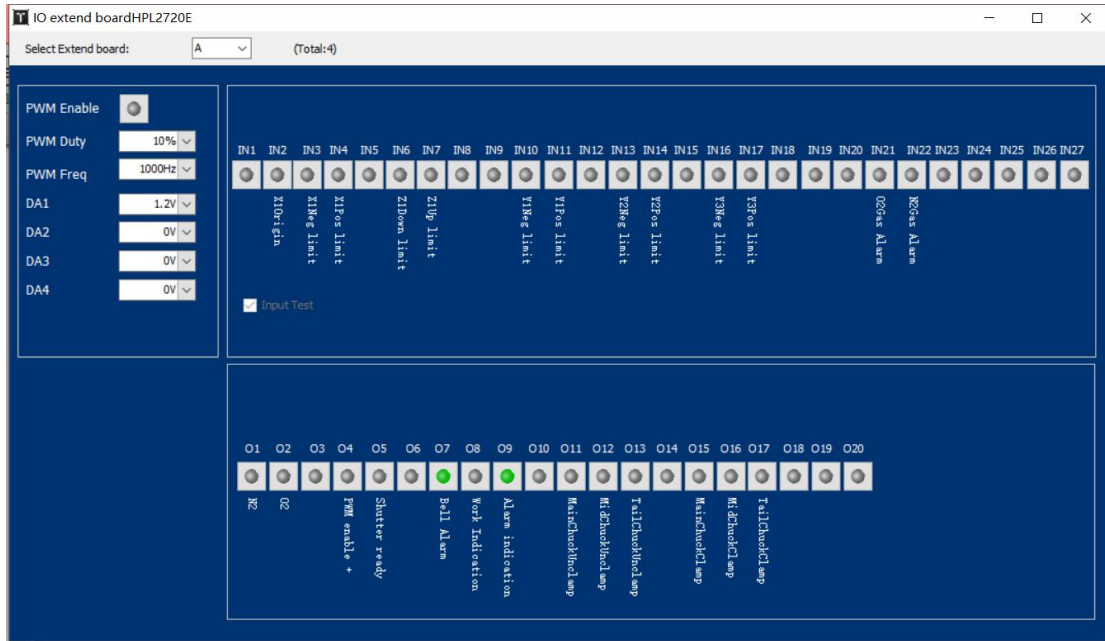 IO extend boardHPL2720E
Select Extend board: A (Total:4)
PWM Enable
PWM Duty 10%
PWM Freq 1000Hz
DA1 1.2V
DA2 0V
DA3 0V
DA4 0V
IN1 IN2 IN3 IN4 IN5 IN6 IN7 IN8 IN9 IN10 IN11 IN12 IN13 IN14 IN15 IN16 IN17 IN18 IN19 IN20 IN21 IN22 IN23 IN24 IN25 IN26 IN27
X1Origin
X1Neg limit
X1Pos limit
Z1Down limit
Z1Up limit
Y1Neg limit
Y1Pos limit
Y2Neg limit
Y2Pos limit
Y3Neg limit
Y3Pos limit
O2Gas Alarm
N2Gas Alarm
Input Test
O1 O2 O3 O4 O5 O6 O7 O8 O9 O10 O11 O12 O13 O14 O15 O16 O17 O18 O19 O20
N2
O2
PWM enable +
Shutter ready
Bell Alarm
Work Indication
Alarm indication
MainChuckUnclamp
MidChuckUnclamp
TailChuckUnclamp
MainChuckClamp
MidChuckClamp
TailChuckClamp